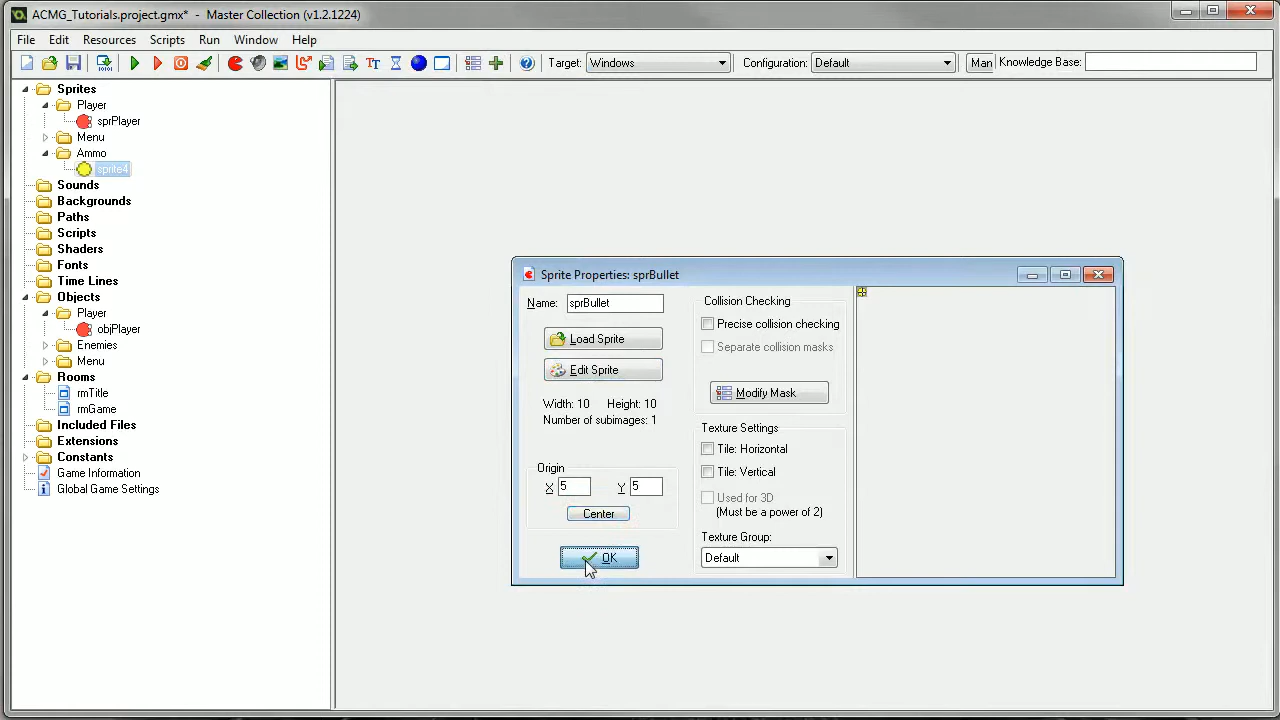 ACMG_Tutorials.project.gmx* - Master Collection (v1.2.1224)
File Edit Resources Scripts Run Window Help
Target: Windows Configuration: Default Man Knowledge Base:
Sprites
Player
sprPlayer
Menu
Ammo
sprite4
Sounds
Backgrounds
Paths
Scripts
Shaders
Fonts
Time Lines
Objects
Player
objPlayer
Enemies
Menu
Rooms
rmTitle
rmGame
Included Files
Extensions
Constants
Game Information
Global Game Settings
Sprite Properties: sprBullet
Name: sprBullet
Load Sprite
Edit Sprite
Width: 10 Height: 10
Number of subimages: 1
Origin
X 5 Y 5
Center
OK
Collision Checking
Precise collision checking
Separate collision masks
Modify Mask
Texture Settings
Tile: Horizontal
Tile: Vertical
Used for 3D
(Must be a power of 2)
Texture Group:
Default